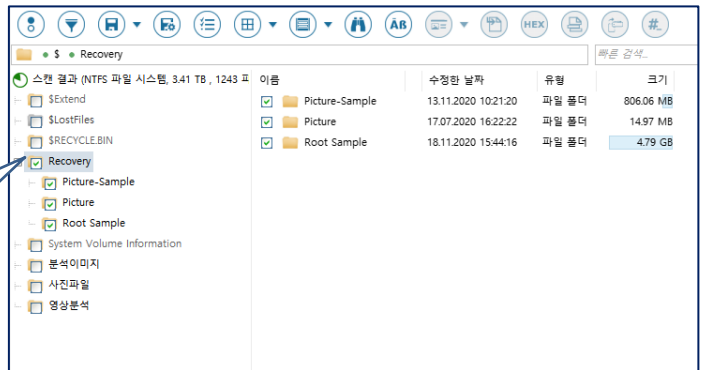 ÂB
HEX
#_
$ • Recovery
빠른 검색...
스캔 결과 (NTFS 파일 시스템, 3.41 TB , 1243 파
이름 수정한 날짜 유형 크기
$Extend
$LostFiles
$RECYCLE.BIN
Recovery
Picture-Sample
Picture
Root Sample
System Volume Information
분석이미지
사진파일
영상분석
Picture-Sample 13.11.2020 10:21:20 파일 폴더 806.06 MB
Picture 17.07.2020 16:22:22 파일 폴더 14.97 MB
Root Sample 18.11.2020 15:44:16 파일 폴더 4.79 GB